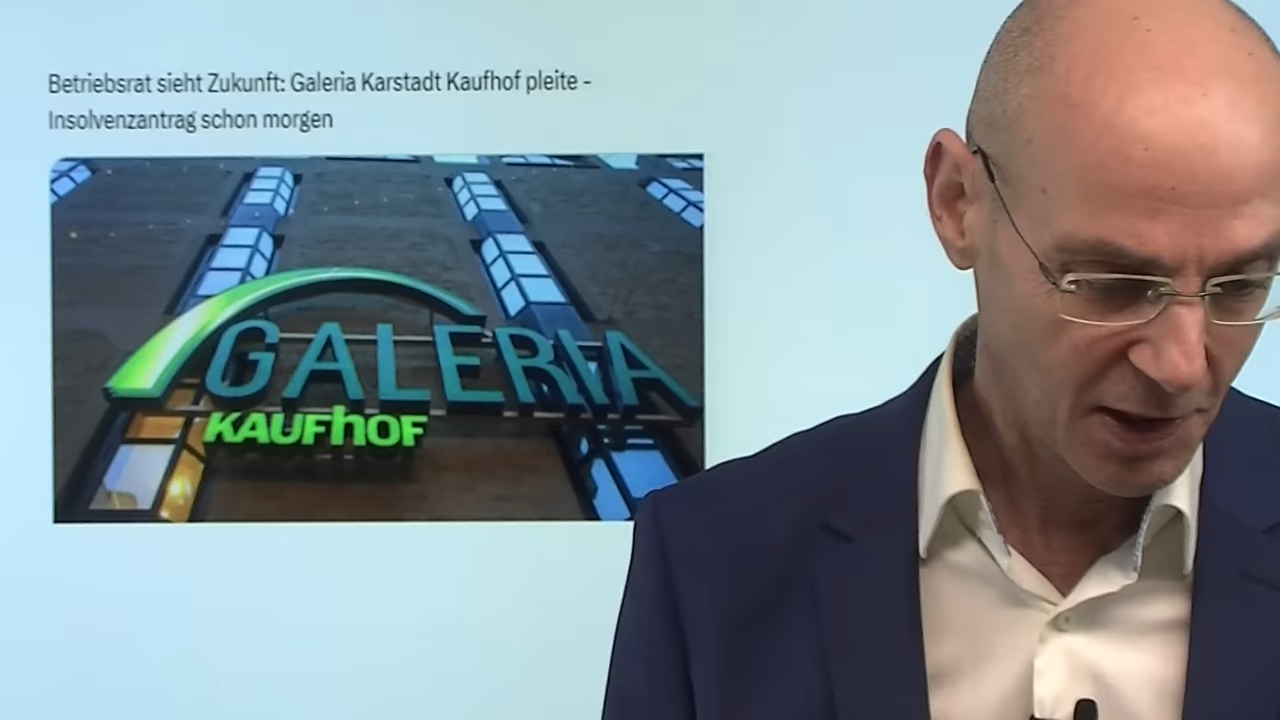 Betriebsrat sieht Zukunft: Galeria Karstadt Kaufhof pleite -
Insolvenzantrag schon morgen
GALERIA
KAUFhOF